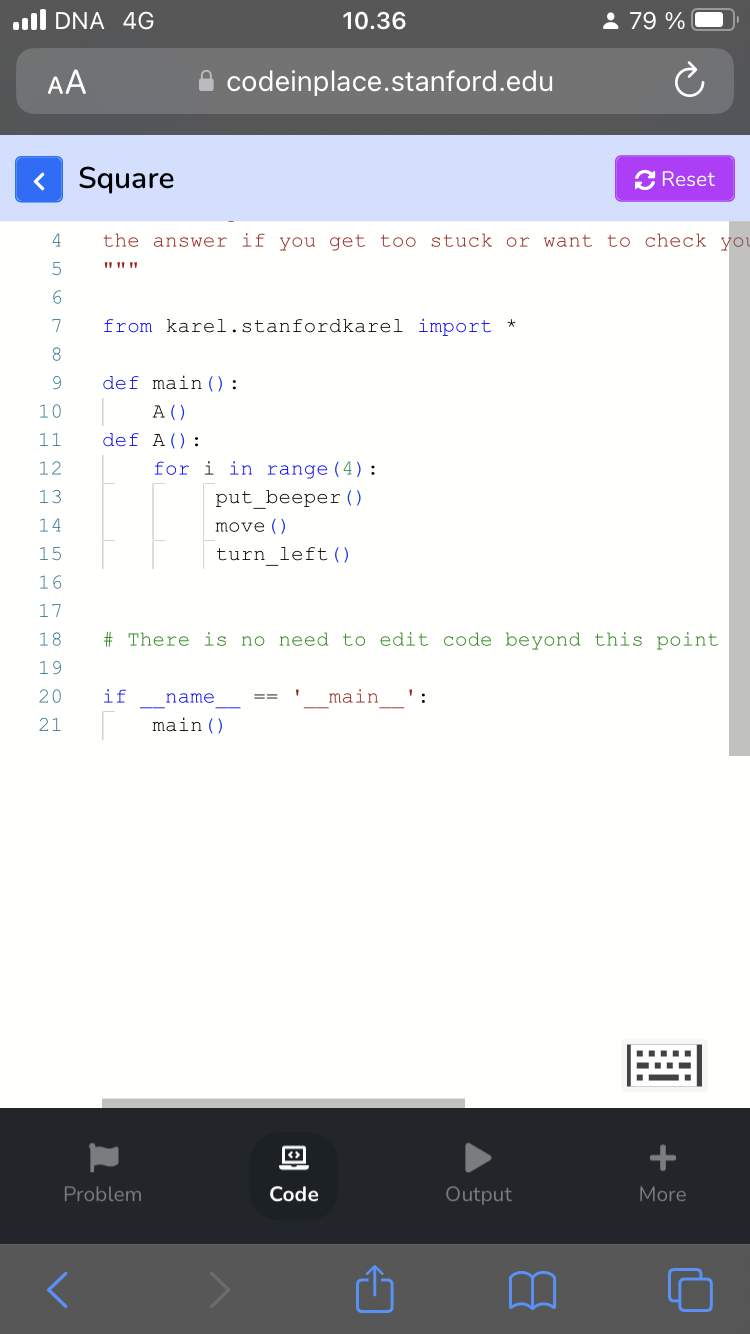 DNA 4G 10.36 79 %
AA codeinplace.stanford.edu
Square Reset
4 the answer if you get too stuck or want to check you
5 """
6
7 from karel.stanfordkarel import *
8
9 def main():
10 A()
11 def A():
12 for i in range(4):
13 put_beeper()
14 move()
15 turn_left()
16
17
18 # There is no need to edit code beyond this point
19
20 if __name__ == '__main__':
21 main()
Problem Code Output More